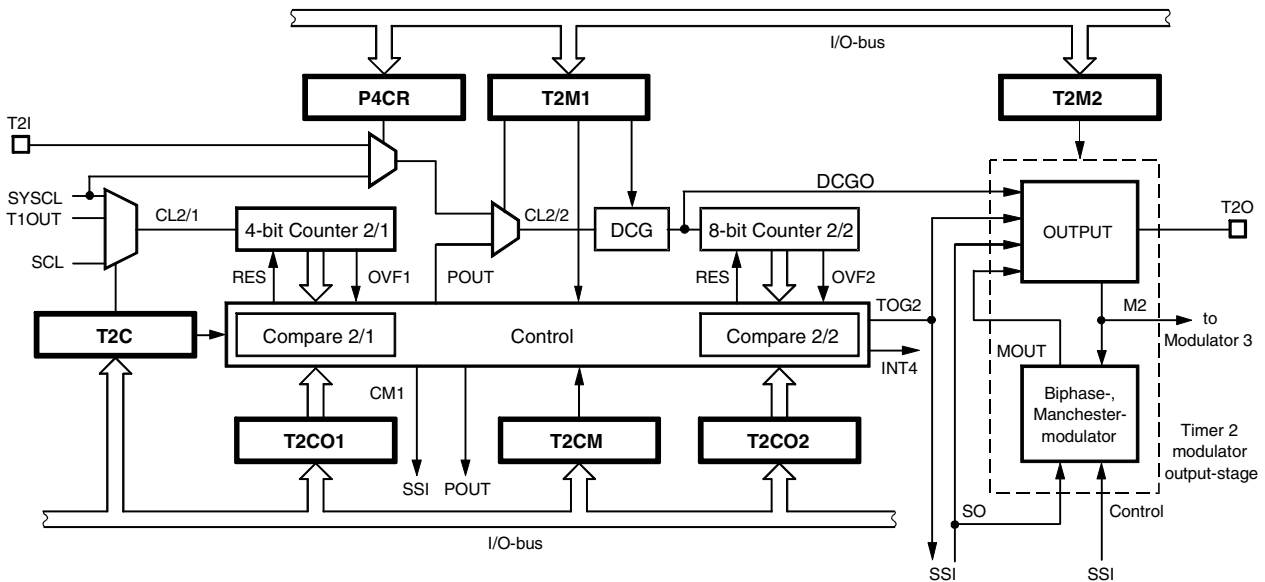 I/O-bus
P4CR
T2M1
T2M2
T2I
DCGO
SYSCL
T1OUT
SCL
CL2/1
4-bit Counter 2/1
CL2/2
DCG
8-bit Counter 2/2
OUTPUT
T2O
RES
OVF1
POUT
RES
OVF2
TOG2
T2C
Compare 2/1
Control
Compare 2/2
INT4
M2
to
Modulator 3
MOUT
CM1
Biphase-,
Manchester-
modulator
T2CO1
T2CM
T2CO2
Timer 2
modulator
output-stage
SSI
POUT
SO
Control
I/O-bus
SSI
SSI